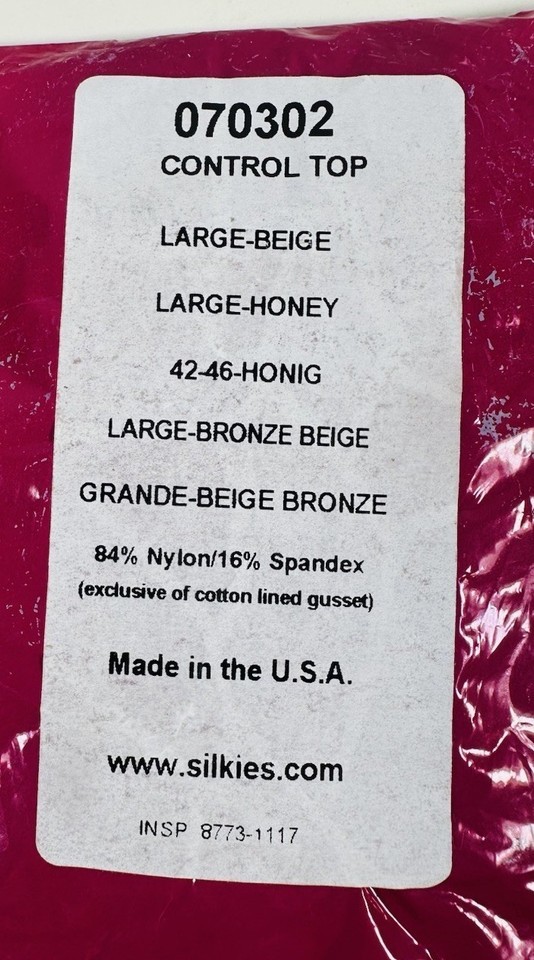 070302
CONTROL TOP
LARGE-BEIGE
LARGE-HONEY
42-46-HONIG
LARGE-BRONZE BEIGE
GRANDE-BEIGE BRONZE
84% Nylon/16% Spandex
(exclusive of cotton lined gusset)
Made in the U.S.A.
www.silkies.com
INSP 8773-1117